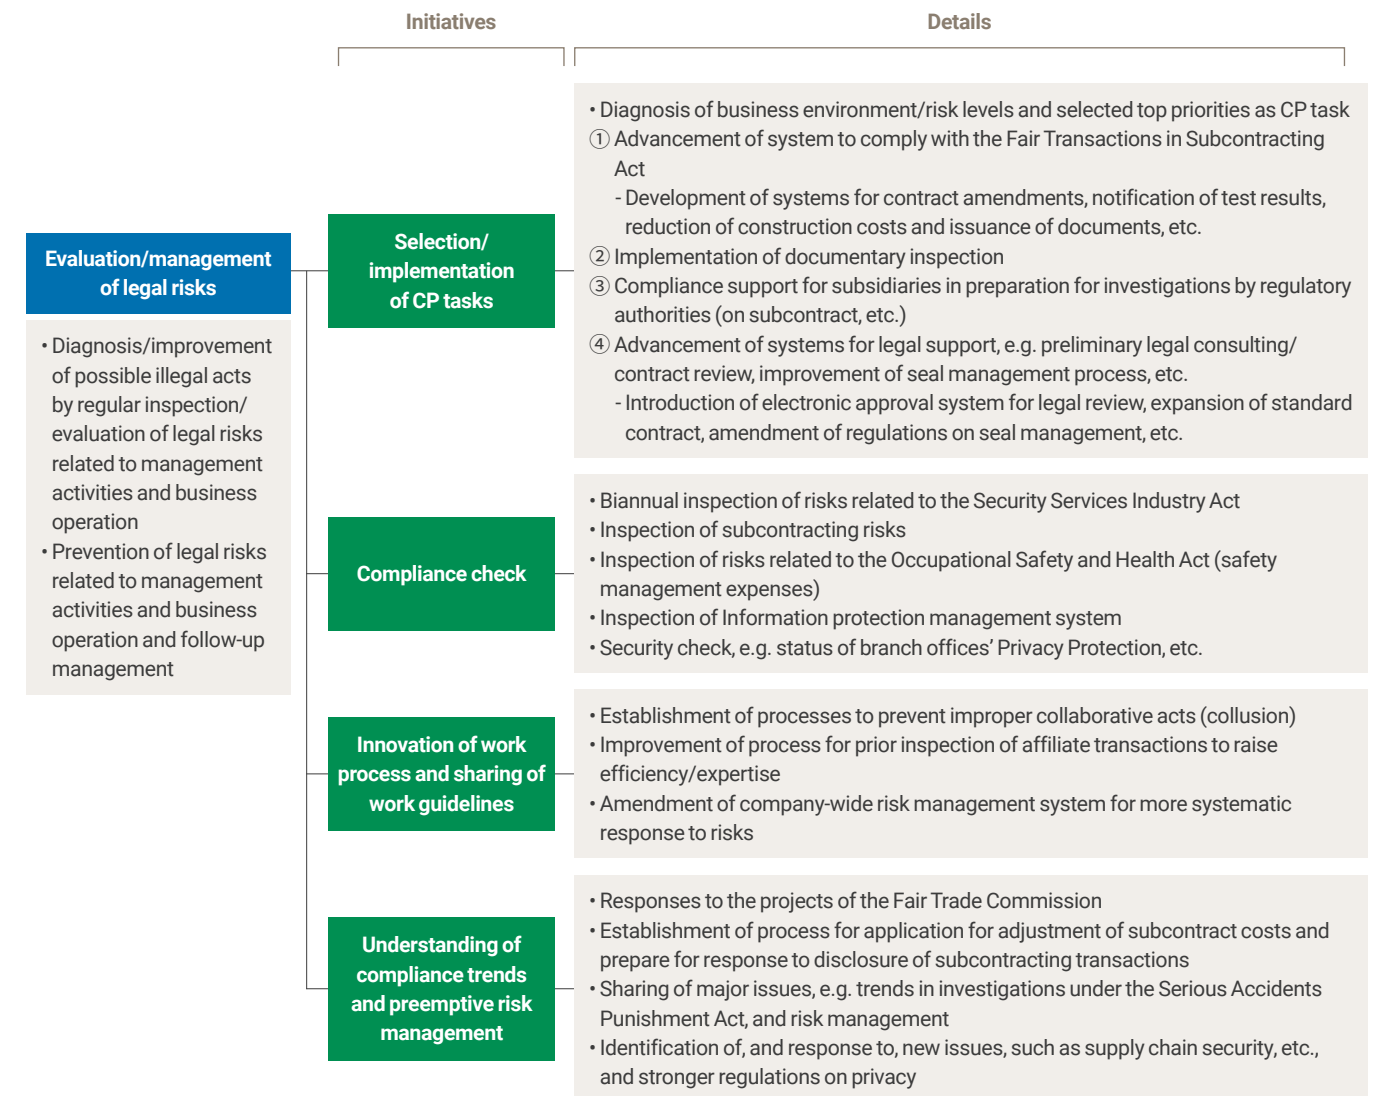 Initiatives
Details
Evaluation/management
of legal risks
• Diagnosis/improvement
of possible illegal acts
by regular inspection/
evaluation of legal risks
related to management
activities and business
operation
• Prevention of legal risks
related to management
activities and business
operation and follow-up
management
Selection/
implementation
of CP tasks
• Diagnosis of business environment/risk levels and selected top priorities as CP task
① Advancement of system to comply with the Fair Transactions in Subcontracting
Act
- Development of systems for contract amendments, notification of test results,
reduction of construction costs and issuance of documents, etc.
② Implementation of documentary inspection
③ Compliance support for subsidiaries in preparation for investigations by regulatory
authorities (on subcontract, etc.)
④ Advancement of systems for legal support, e.g. preliminary legal consulting/
contract review, improvement of seal management process, etc.
- Introduction of electronic approval system for legal review, expansion of standard
contract, amendment of regulations on seal management, etc.
Compliance check
• Biannual inspection of risks related to the Security Services Industry Act
• Inspection of subcontracting risks
• Inspection of risks related to the Occupational Safety and Health Act (safety
management expenses)
• Inspection of Information protection management system
• Security check, e.g. status of branch offices’ Privacy Protection, etc.
Innovation of work
process and sharing of
work guidelines
• Establishment of processes to prevent improper collaborative acts (collusion)
• Improvement of process for prior inspection of affiliate transactions to raise
efficiency/expertise
• Amendment of company-wide risk management system for more systematic
response to risks
Understanding of
compliance trends
and preemptive risk
management
• Responses to the projects of the Fair Trade Commission
• Establishment of process for application for adjustment of subcontract costs and
prepare for response to disclosure of subcontracting transactions
• Sharing of major issues, e.g. trends in investigations under the Serious Accidents
Punishment Act, and risk management
• Identification of, and response to, new issues, such as supply chain security, etc.,
and stronger regulations on privacy